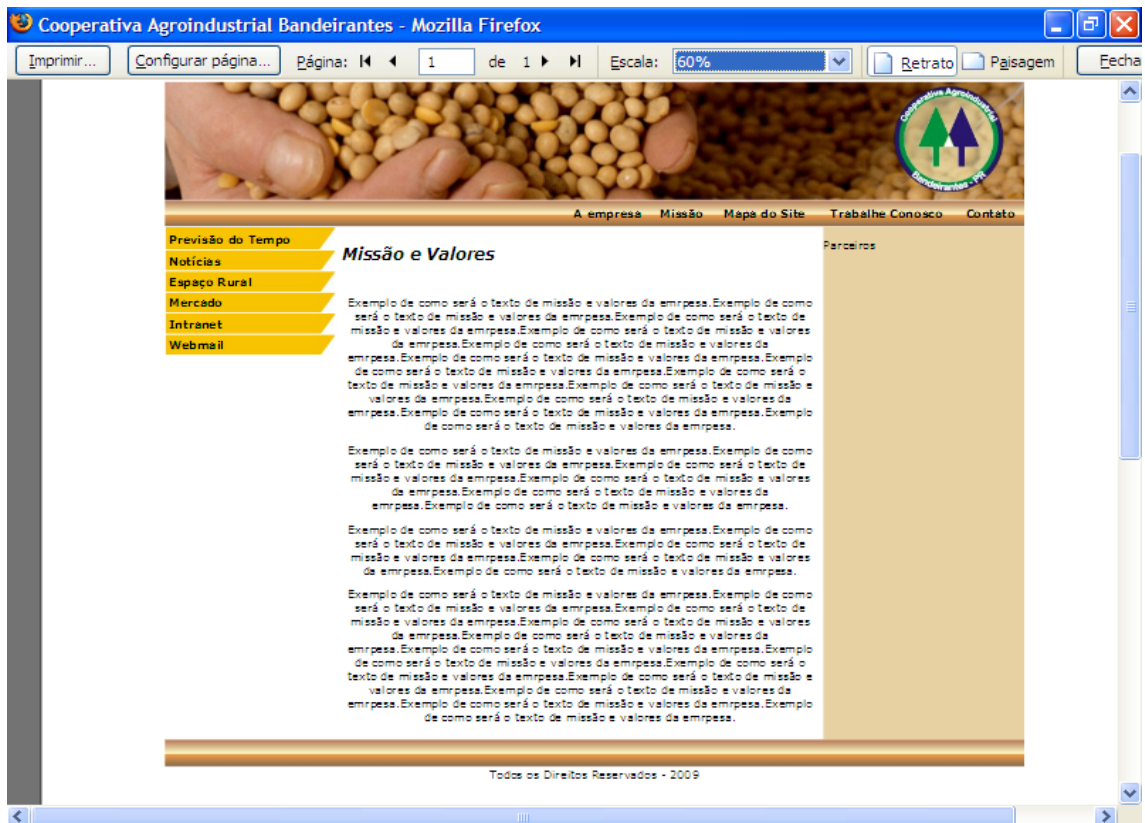 Cooperativa Agroindustrial Bandeirantes - Mozilla Firefox
Imprimir... Configurar página... Página: 1 de 1 Escala: 60% Retrato Paisagem Fecha
Cooperativa Agroindustrial
Bandeirantes - PR
A empresa Missão Mapa do Site Trabalhe Conosco Contato
Previsão do Tempo
Notícias
Espaço Rural
Mercado
Intranet
Webmail
Missão e Valores
Exemplo de como será o texto de missão e valores da emrpesa.Exemplo de como
será o texto de missão e valores da emrpesa.Exemplo de como será o texto de
missão e valores da emrpesa.Exemplo de como será o texto de missão e valores
da emrpesa.Exemplo de como será o texto de missão e valores da
emrpesa.Exemplo de como será o texto de missão e valores da emrpesa.Exemplo
de como será o texto de missão e valores da emrpesa.Exemplo de como será o
texto de missão e valores da emrpesa.Exemplo de como será o texto de missão e
valores da emrpesa.Exemplo de como será o texto de missão e valores da
emrpesa.Exemplo de como será o texto de missão e valores da emrpesa.Exemplo
de como será o texto de missão e valores da emrpesa.
Exemplo de como será o texto de missão e valores da emrpesa.Exemplo de como
será o texto de missão e valores da emrpesa.Exemplo de como será o texto de
missão e valores da emrpesa.Exemplo de como será o texto de missão e valores
da emrpesa.Exemplo de como será o texto de missão e valores da
emrpesa.Exemplo de como será o texto de missão e valores da emrpesa.
Exemplo de como será o texto de missão e valores da emrpesa.Exemplo de como
será o texto de missão e valores da emrpesa.Exemplo de como será o texto de
missão e valores da emrpesa.Exemplo de como será o texto de missão e valores
da emrpesa.Exemplo de como será o texto de missão e valores da emrpesa.
Exemplo de como será o texto de missão e valores da emrpesa.Exemplo de como
será o texto de missão e valores da emrpesa.Exemplo de como será o texto de
missão e valores da emrpesa.Exemplo de como será o texto de missão e valores
da emrpesa.Exemplo de como será o texto de missão e valores da
emrpesa.Exemplo de como será o texto de missão e valores da emrpesa.Exemplo
de como será o texto de missão e valores da emrpesa.Exemplo de como será o
texto de missão e valores da emrpesa.Exemplo de como será o texto de missão e
valores da emrpesa.Exemplo de como será o texto de missão e valores da
emrpesa.Exemplo de como será o texto de missão e valores da emrpesa.Exemplo
de como será o texto de missão e valores da emrpesa.
Parceiros
Todos os Direitos Reservados - 2009